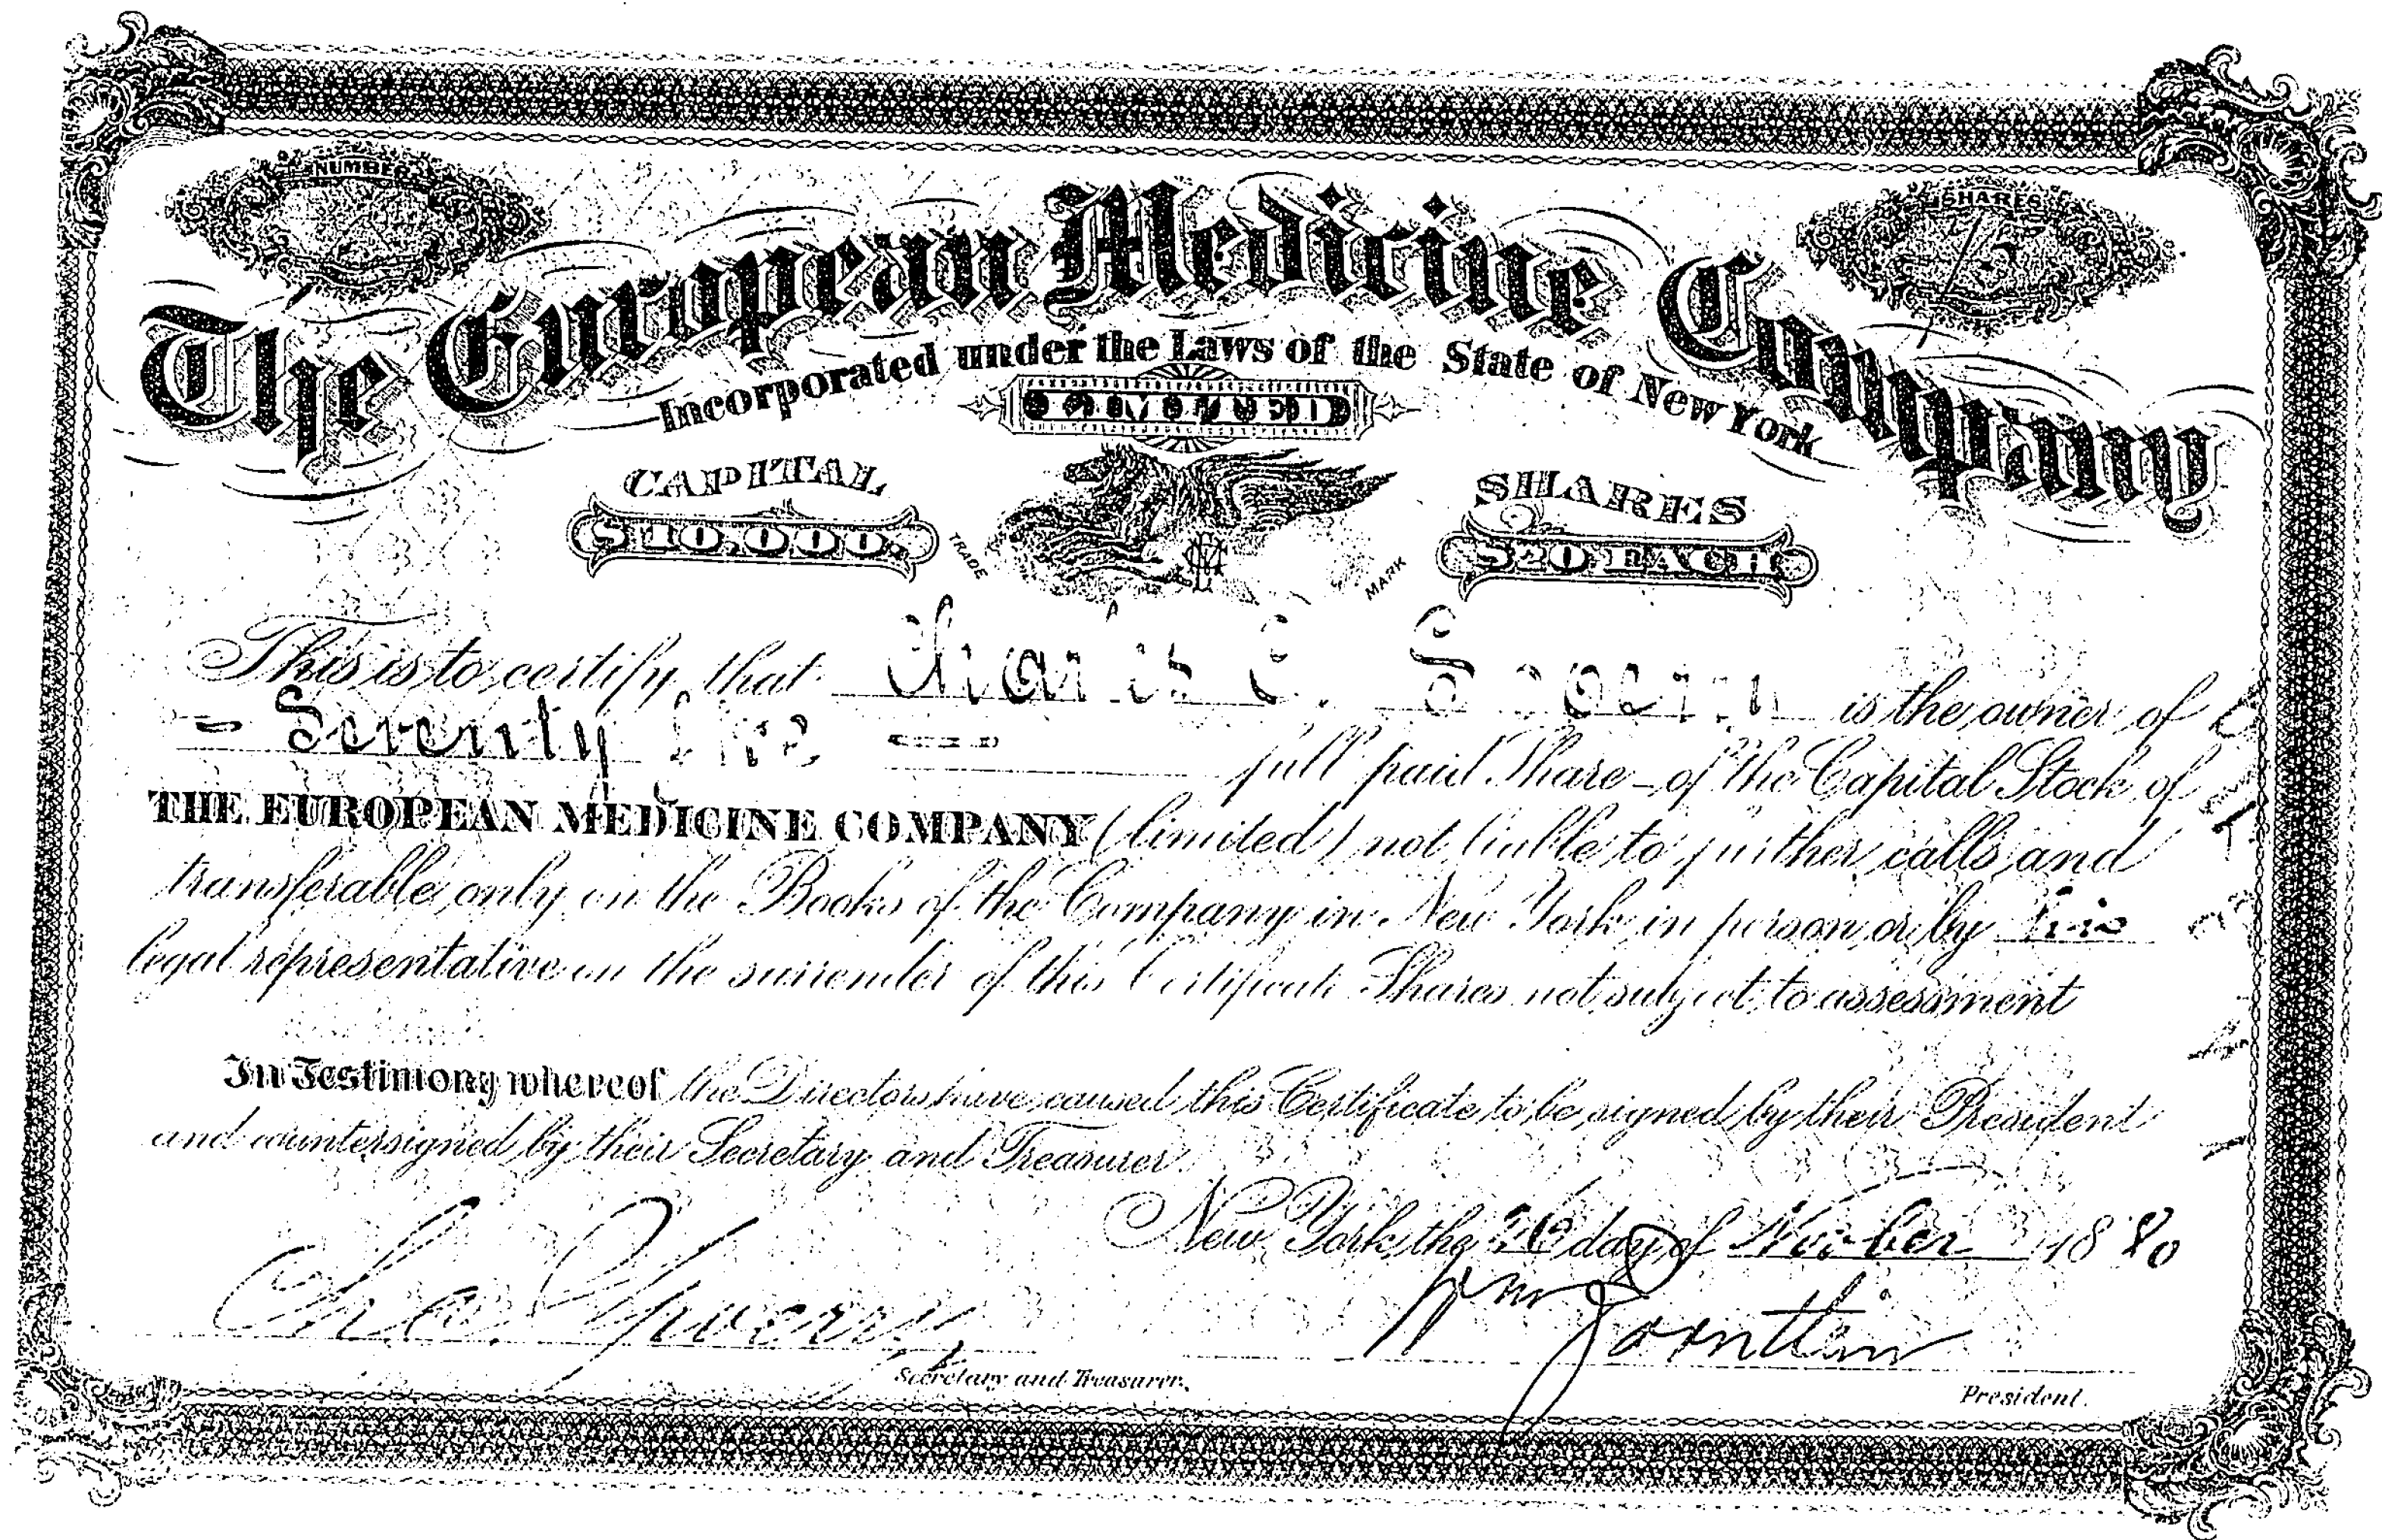 NUMBER
SHARES
75
The European Medicine Company
Incorporated under the Laws of the State of New York
LIMITED
CAPITAL
$10,000.
TRADE MARK
SHARES
$20 EACH
This is to certify that Charles C. is the owner of
= Seventy five = full paid Share - of the Capital Stock of
THE EUROPEAN MEDICINE COMPANY (limited) not liable to further calls and
transferable only on the Books of the Company in New York in person or by his
legal representative on the surrender of this Certificate Shares not subject to assessment
In Testimony whereof the Directors have caused this Certificate to be signed by their President
and countersigned by their Secretary and Treasurer.
New York, the 26 day of 1880
Secretary and Treasurer.
President.